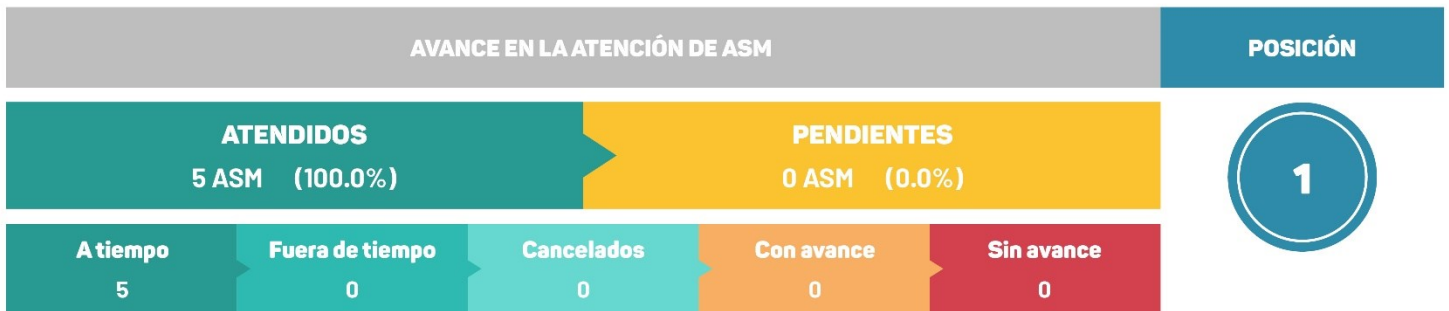 AVANCE EN LA ATENCIÓN DE ASM
POSICIÓN
ATENDIDOS
5 ASM (100.0%)
PENDIENTES
0 ASM (0.0%)
1
A tiempo
5
Fuera de tiempo
0
Cancelados
0
Con avance
0
Sin avance
0